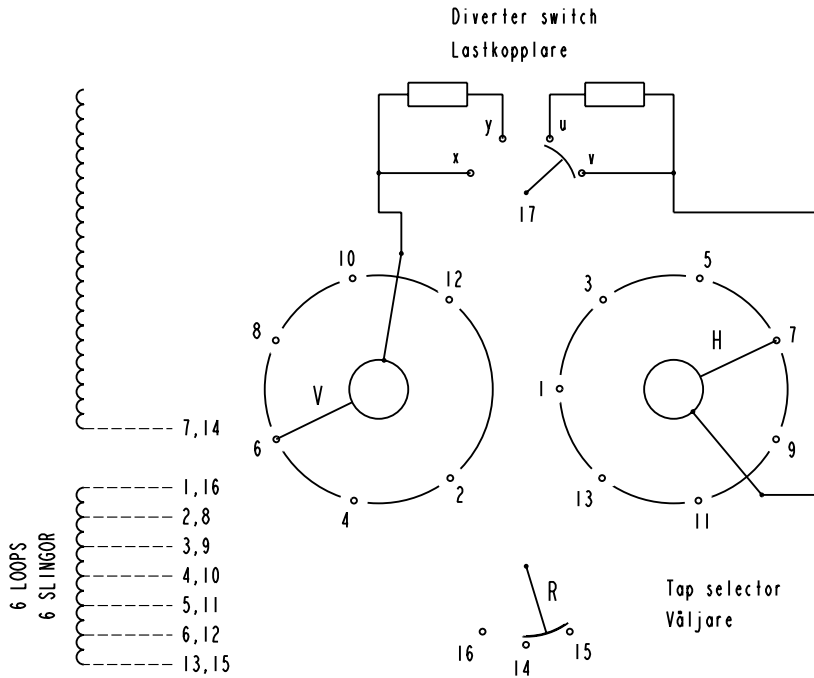 Diverter switch
Lastkopplare
y
u
x
v
17
10
12
8
V
6
4
2
5
3
7
H
1
9
13
11
7,14
1,16
2,8
3,9
4,10
5,11
6,12
13,15
6 LOOPS
6 SLINGOR
R
16
14
15
Tap selector
Väljare